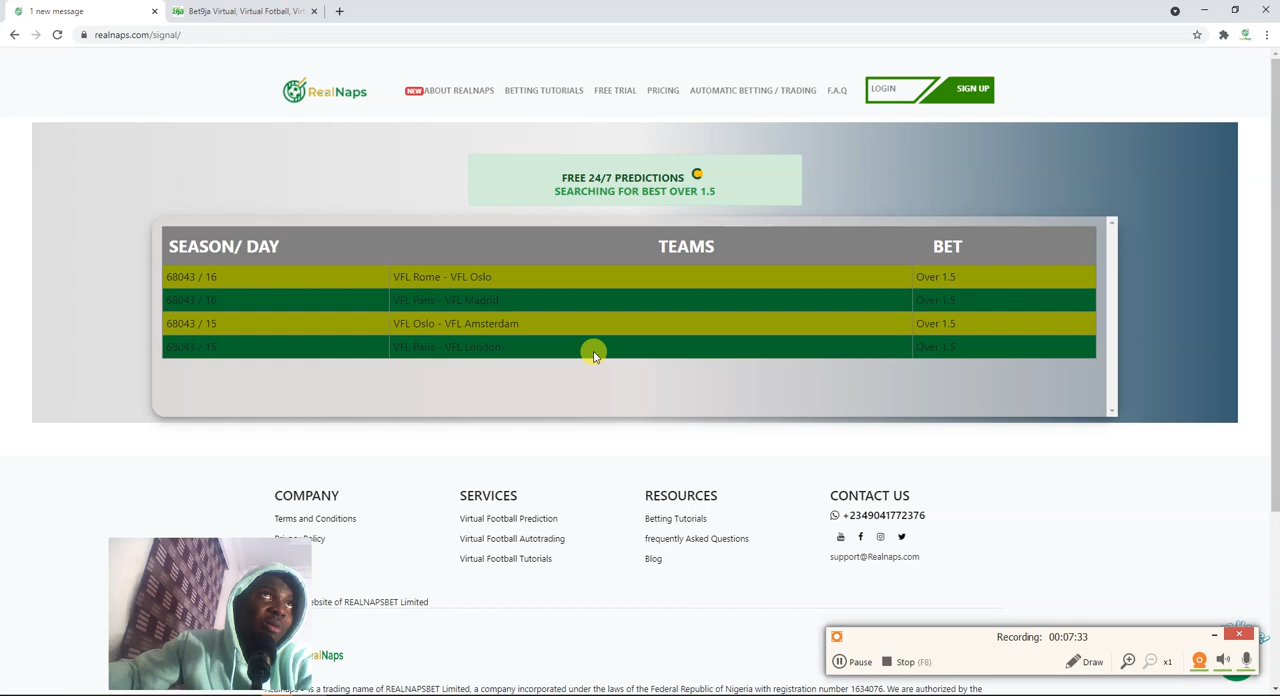 1 new message
Bet9ja Virtual, Virtual Fotball, Virt
realnaps.com/signal/
RealNaps
NEW ABOUT REALNAPS
BETTING TUTORIALS
FREE TRIAL
PRICING
AUTOMATIC BETTING / TRADING
F.A.Q
LOGIN
SIGN UP
FREE 24/7 PREDICTIONS
SEARCHING FOR BEST OVER 1.5
SEASON/ DAY TEAMS BET
68043 / 16 VFL Rome - VFL Oslo Over 1.5
68043 / 16 VFL Paris - VFL Madrid Over 1.5
68043 / 15 VFL Oslo - VFL Amsterdam Over 1.5
68043 / 15 VFL Paris - VFL London Over 1.5
COMPANY
Terms and Conditions
Policy
SERVICES
Virtual Football Prediction
Virtual Football Autotrading
Virtual Football Tutorials
RESOURCES
Betting Tutorials
frequently Asked Questions
Blog
CONTACT US
+2349041772376
support@Realnaps.com
website of REALNAPSBET Limited
alNaps
Recording: 00:07:33
Pause Stop (F8) Draw x1
is a trading name of REALNAPSBET Limited, a company incorporated under the laws of the Federal Republic of Nigeria with registration number 1634076. We are authorized by the